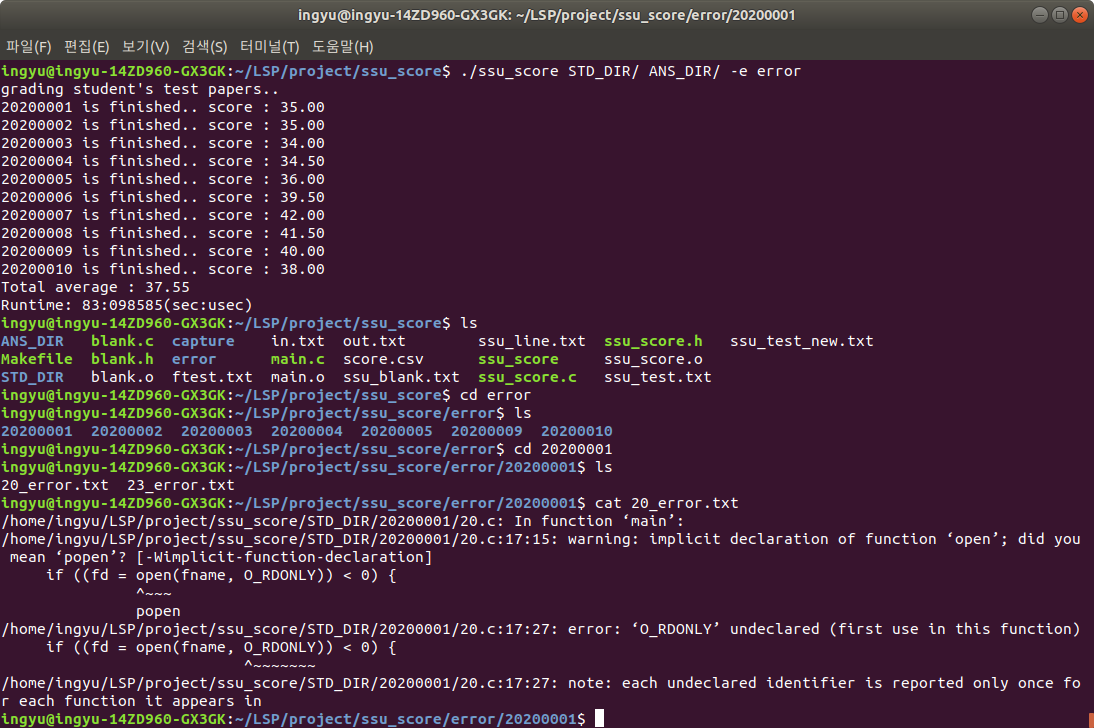 ingyu@ingyu-14ZD960-GX3GK: ~/LSP/project/ssu_score/error/20200001
파일(F) 편집(E) 보기(V) 검색(S) 터미널(T) 도움말(H)
ingyu@ingyu-14ZD960-GX3GK:~/LSP/project/ssu_score$ ./ssu_score STD_DIR/ ANS_DIR/ -e error
grading student's test papers..
20200001 is finished.. score : 35.00
20200002 is finished.. score : 35.00
20200003 is finished.. score : 34.00
20200004 is finished.. score : 34.50
20200005 is finished.. score : 36.00
20200006 is finished.. score : 39.50
20200007 is finished.. score : 42.00
20200008 is finished.. score : 41.50
20200009 is finished.. score : 40.00
20200010 is finished.. score : 38.00
Total average : 37.55
Runtime: 83:098585(sec:usec)
ingyu@ingyu-14ZD960-GX3GK:~/LSP/project/ssu_score$ ls
ANS_DIR   blank.c  capture    in.txt  out.txt        ssu_line.txt  ssu_score.h   ssu_test_new.txt
Makefile  blank.h  error      main.c  score.csv      ssu_score     ssu_score.o
STD_DIR   blank.o  ftest.txt  main.o  ssu_blank.txt  ssu_score.c   ssu_test.txt
ingyu@ingyu-14ZD960-GX3GK:~/LSP/project/ssu_score$ cd error
ingyu@ingyu-14ZD960-GX3GK:~/LSP/project/ssu_score/error$ ls
20200001  20200002  20200003  20200004  20200005  20200009  20200010
ingyu@ingyu-14ZD960-GX3GK:~/LSP/project/ssu_score/error$ cd 20200001
ingyu@ingyu-14ZD960-GX3GK:~/LSP/project/ssu_score/error/20200001$ ls
20_error.txt  23_error.txt
ingyu@ingyu-14ZD960-GX3GK:~/LSP/project/ssu_score/error/20200001$ cat 20_error.txt
/home/ingyu/LSP/project/ssu_score/STD_DIR/20200001/20.c: In function ‘main’:
/home/ingyu/LSP/project/ssu_score/STD_DIR/20200001/20.c:17:15: warning: implicit declaration of function ‘open’; did you
 mean ‘popen’? [-Wimplicit-function-declaration]
     if ((fd = open(fname, O_RDONLY)) < 0) {
               ^~~~
               popen
/home/ingyu/LSP/project/ssu_score/STD_DIR/20200001/20.c:17:27: error: ‘O_RDONLY’ undeclared (first use in this function)
     if ((fd = open(fname, O_RDONLY)) < 0) {
                           ^~~~~~~~
/home/ingyu/LSP/project/ssu_score/STD_DIR/20200001/20.c:17:27: note: each undeclared identifier is reported only once fo
r each function it appears in
ingyu@ingyu-14ZD960-GX3GK:~/LSP/project/ssu_score/error/20200001$